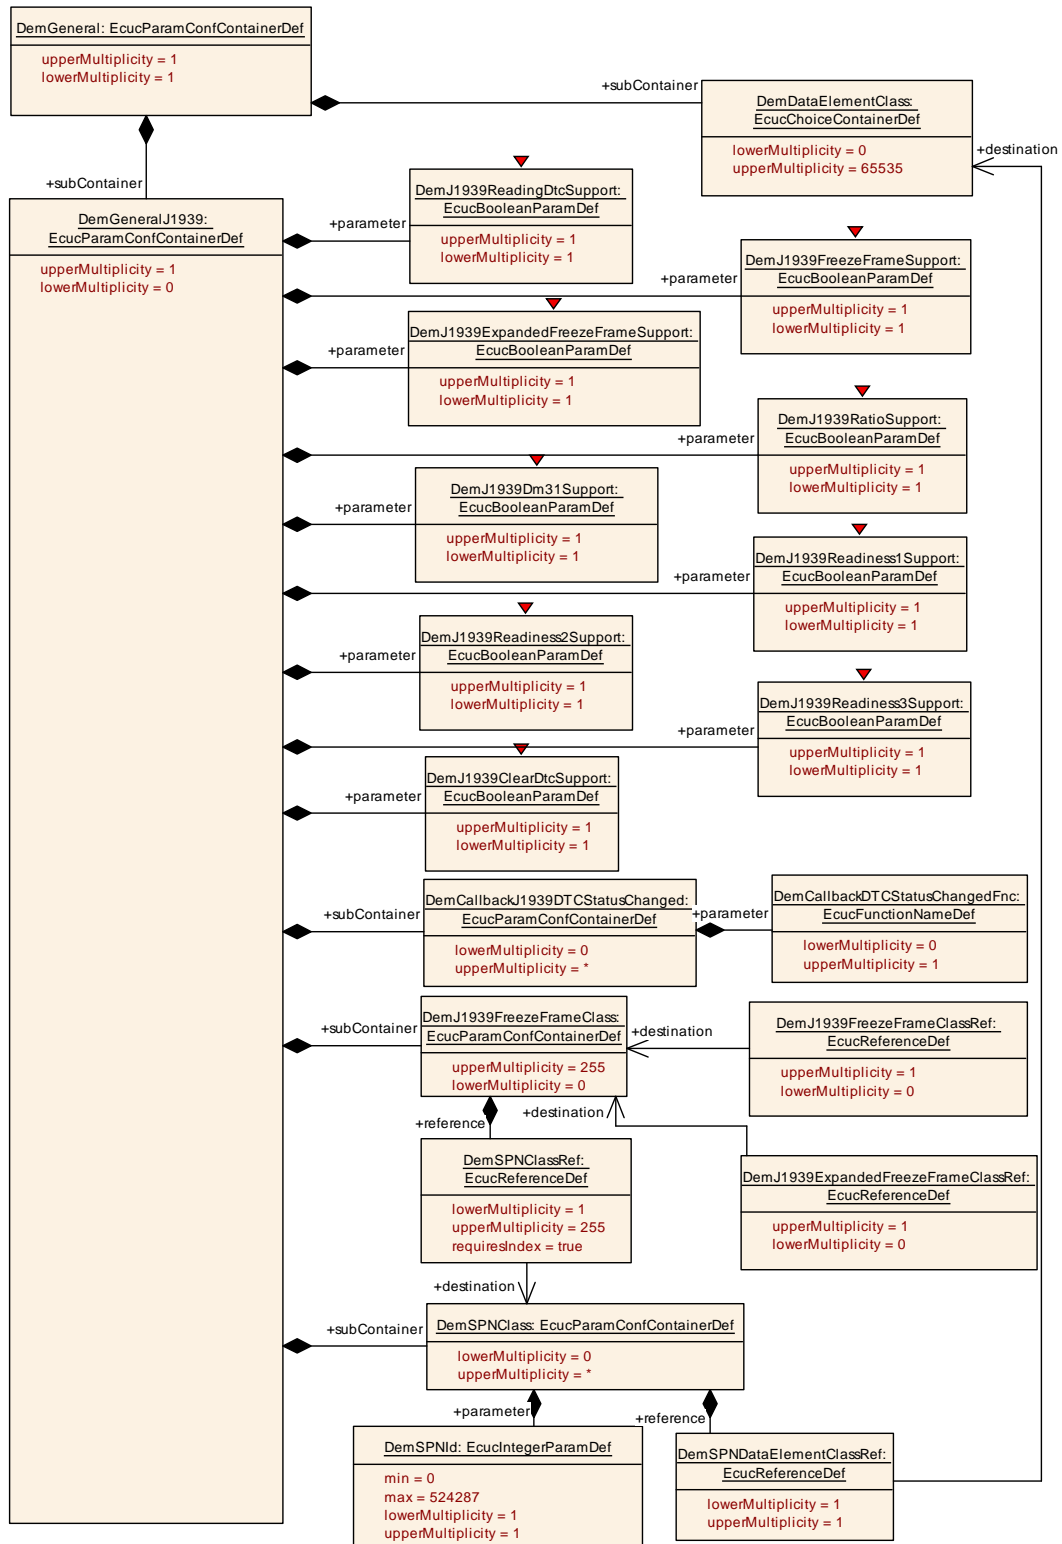 DemGeneral: EcucParamConfContainerDef
upperMultiplicity = 1
lowerMultiplicity = 1
+subContainer
DemDataElementClass:
EcucChoiceContainerDef
lowerMultiplicity = 0
upperMultiplicity = 65535
+destination
+subContainer
DemGeneralJ1939:
EcucParamConfContainerDef
upperMultiplicity = 1
lowerMultiplicity = 0
+parameter
DemJ1939ReadingDtcSupport:
EcucBooleanParamDef
upperMultiplicity = 1
lowerMultiplicity = 1
+parameter
DemJ1939FreezeFrameSupport:
EcucBooleanParamDef
upperMultiplicity = 1
lowerMultiplicity = 1
+parameter
DemJ1939ExpandedFreezeFrameSupport:
EcucBooleanParamDef
upperMultiplicity = 1
lowerMultiplicity = 1
+parameter
DemJ1939RatioSupport:
EcucBooleanParamDef
upperMultiplicity = 1
lowerMultiplicity = 1
+parameter
DemJ1939Dm31Support:
EcucBooleanParamDef
upperMultiplicity = 1
lowerMultiplicity = 1
+parameter
DemJ1939Readiness1Support:
EcucBooleanParamDef
upperMultiplicity = 1
lowerMultiplicity = 1
+parameter
DemJ1939Readiness2Support:
EcucBooleanParamDef
upperMultiplicity = 1
lowerMultiplicity = 1
+parameter
DemJ1939Readiness3Support:
EcucBooleanParamDef
upperMultiplicity = 1
lowerMultiplicity = 1
+parameter
DemJ1939ClearDtcSupport:
EcucBooleanParamDef
upperMultiplicity = 1
lowerMultiplicity = 1
+subContainer
DemCallbackJ1939DTCStatusChanged:
EcucParamConfContainerDef
lowerMultiplicity = 0
upperMultiplicity = *
+parameter
DemCallbackDTCStatusChangedFnc:
EcucFunctionNameDef
lowerMultiplicity = 0
upperMultiplicity = 1
+subContainer
DemJ1939FreezeFrameClass:
EcucParamConfContainerDef
upperMultiplicity = 255
lowerMultiplicity = 0
+destination
DemJ1939FreezeFrameClassRef:
EcucReferenceDef
upperMultiplicity = 1
lowerMultiplicity = 0
+reference
+destination
DemSPNClassRef:
EcucReferenceDef
lowerMultiplicity = 1
upperMultiplicity = 255
requiresIndex = true
DemJ1939ExpandedFreezeFrameClassRef:
EcucReferenceDef
upperMultiplicity = 1
lowerMultiplicity = 0
+destination
+subContainer
DemSPNClass: EcucParamConfContainerDef
lowerMultiplicity = 0
upperMultiplicity = *
+parameter
+reference
DemSPNId: EcucIntegerParamDef
min = 0
max = 524287
lowerMultiplicity = 1
upperMultiplicity = 1
DemSPNDataElementClassRef:
EcucReferenceDef
lowerMultiplicity = 1
upperMultiplicity = 1